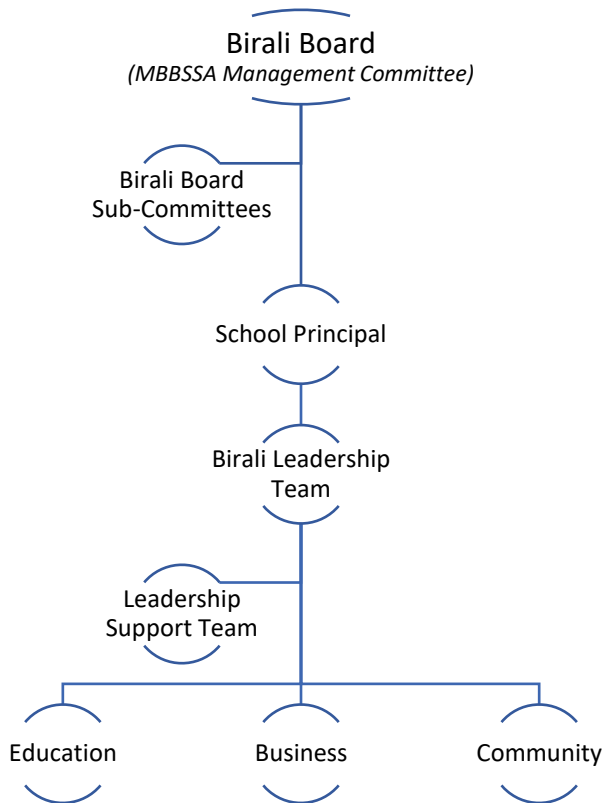 Birali Board
(MBBSSA Management Committee)
Birali Board
Sub-Committees
School Principal
Birali Leadership
Team
Leadership
Support Team
Education
Business
Community